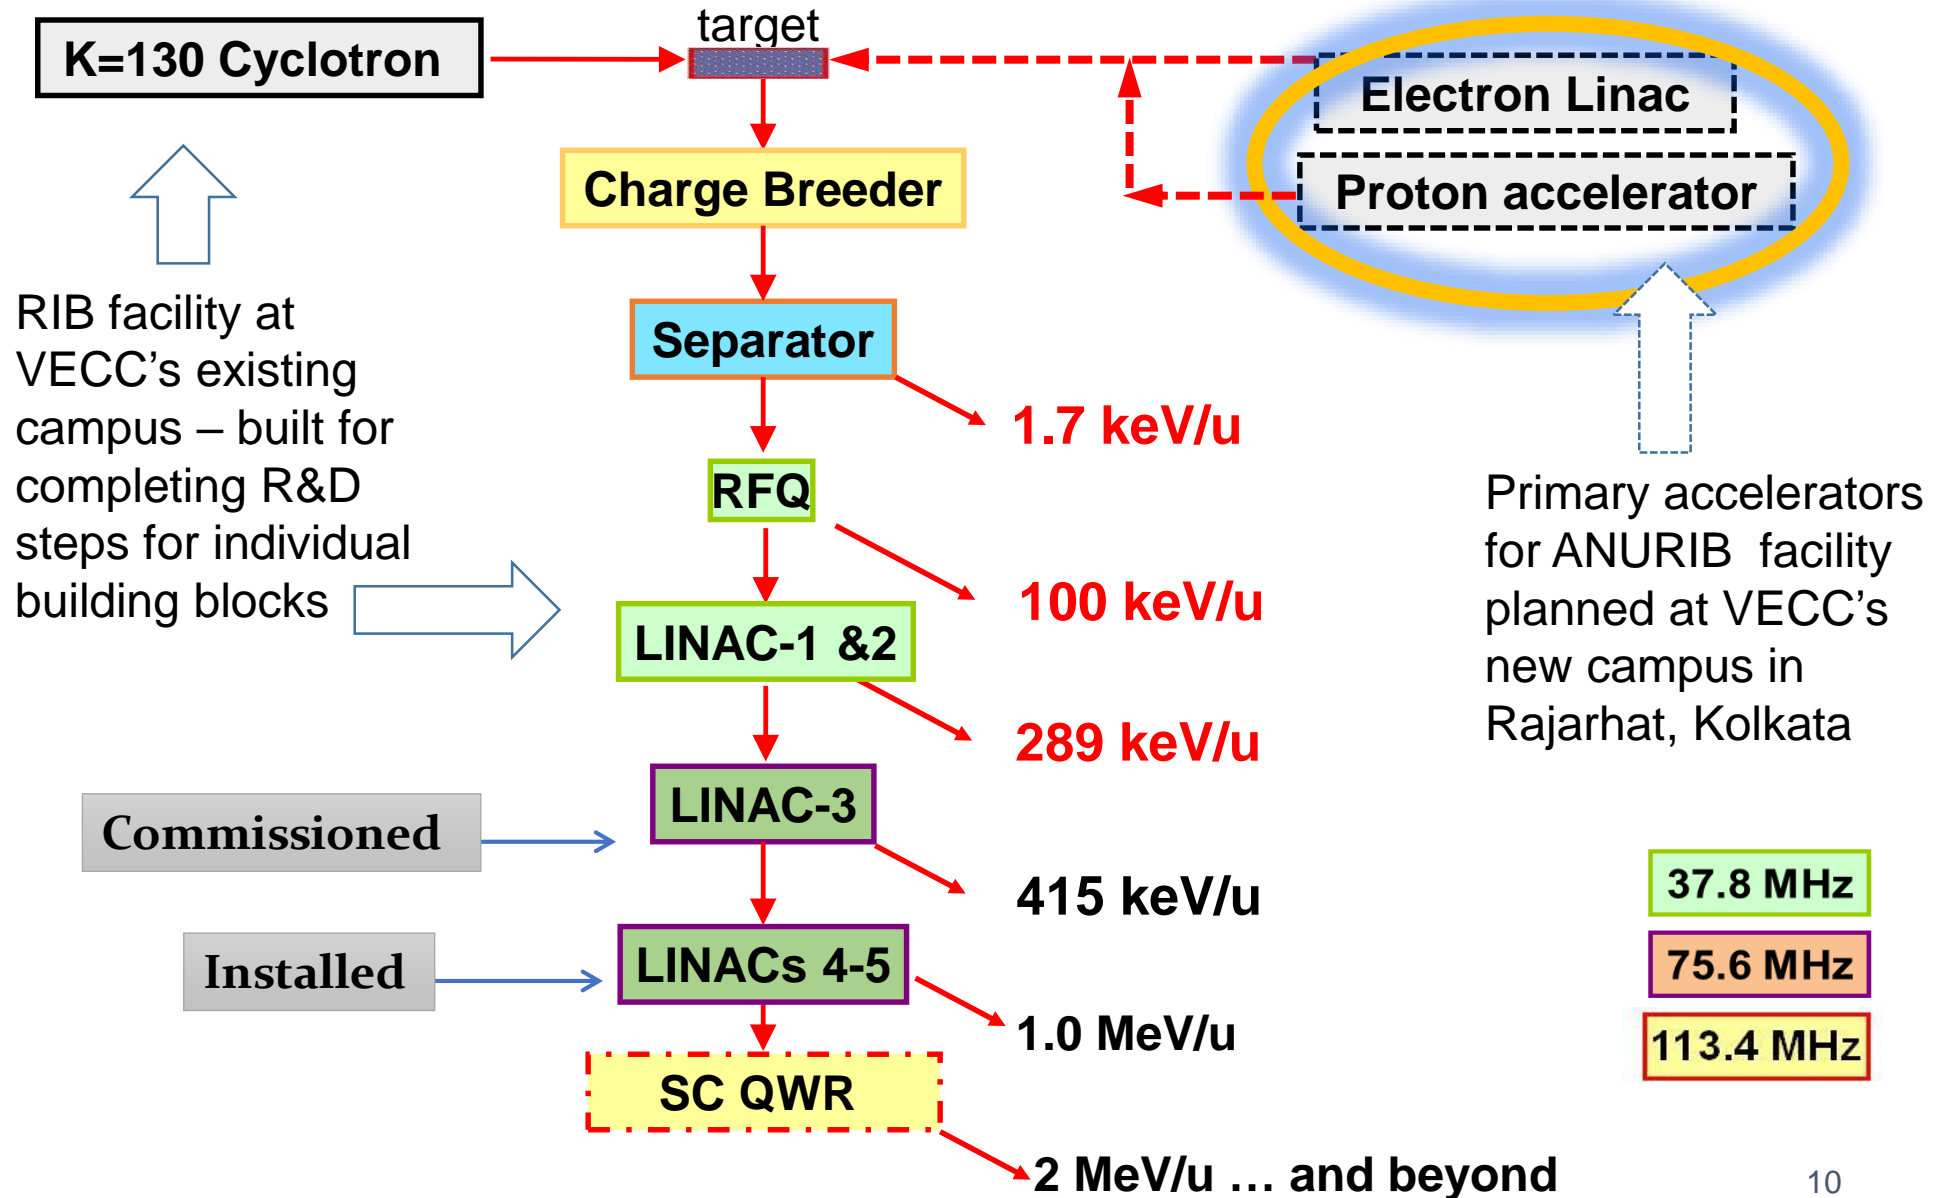 target
K=130 Cyclotron
Electron Linac
Charge Breeder
Proton accelerator
RIB facility at
VECC’s existing
campus – built for
completing R&D
steps for individual
building blocks
Separator
1.7 keV/u
RFQ
100 keV/u
LINAC-1 &2
289 keV/u
Primary accelerators
for ANURIB  facility
planned at VECC’s
new campus in
Rajarhat, Kolkata
LINAC-3
Commissioned
415 keV/u
37.8 MHz
LINACs 4-5
Installed
75.6 MHz
1.0 MeV/u
113.4 MHz
SC QWR
2 MeV/u … and beyond
10